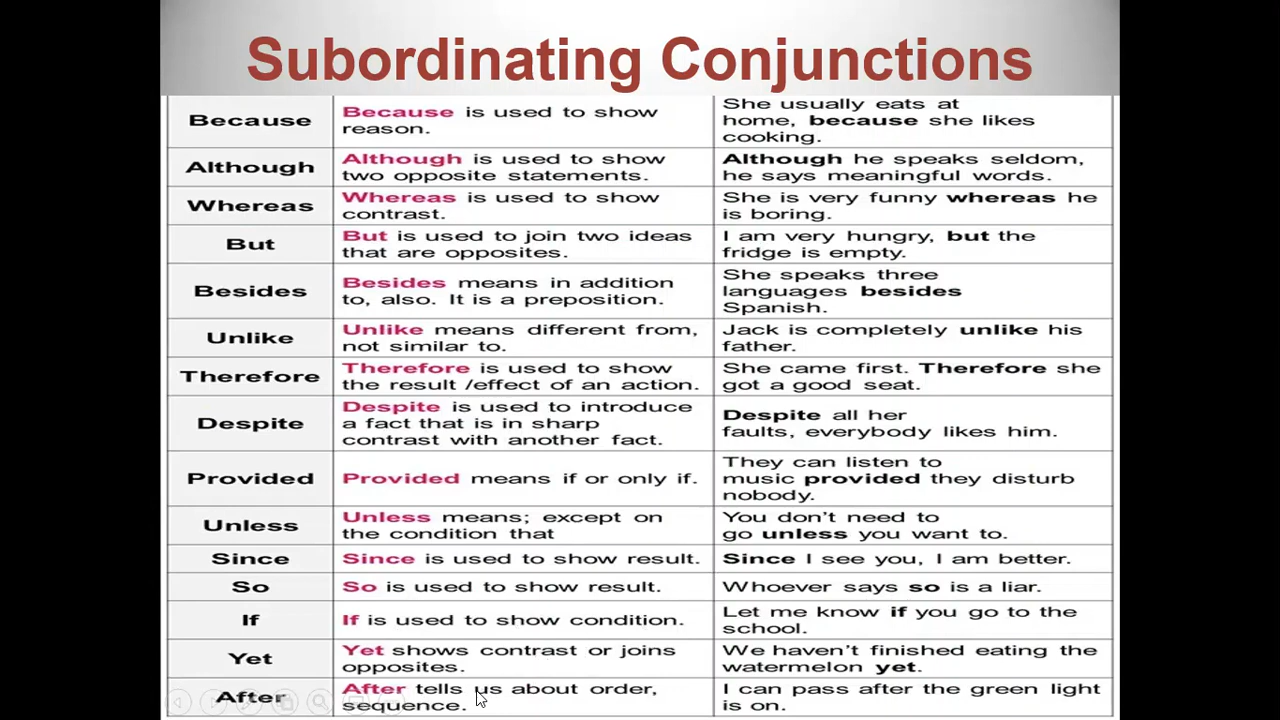 Subordinating Conjunctions
Because
Because is used to show
reason.
She usually eats at
home, because she likes
cooking.
Although
Although is used to show
two opposite statements.
Although he speaks seldom,
he says meaningful words.
Whereas
Whereas is used to show
contrast.
She is very funny whereas he
is boring.
But
But is used to join two ideas
that are opposites.
I am very hungry, but the
fridge is empty.
Besides
Besides means in addition
to, also. It is a preposition.
She speaks three
languages besides
Spanish.
Unlike
Unlike means different from,
not similar to.
Jack is completely unlike his
father.
Therefore
Therefore is used to show
the result /effect of an action.
She came first. Therefore she
got a good seat.
Despite
Despite is used to introduce
a fact that is in sharp
contrast with another fact.
Despite all her
faults, everybody likes him.
Provided
Provided means if or only if.
They can listen to
music provided they disturb
nobody.
Unless
Unless means; except on
the condition that
You don't need to
go unless you want to.
Since
Since is used to show result.
Since I see you, I am better.
So
So is used to show result.
Whoever says so is a liar.
If
If is used to show condition.
Let me know if you go to the
school.
Yet
Yet shows contrast or joins
opposites.
We haven't finished eating the
watermelon yet.
After
After tells us about order,
sequence.
I can pass after the green light
is on.